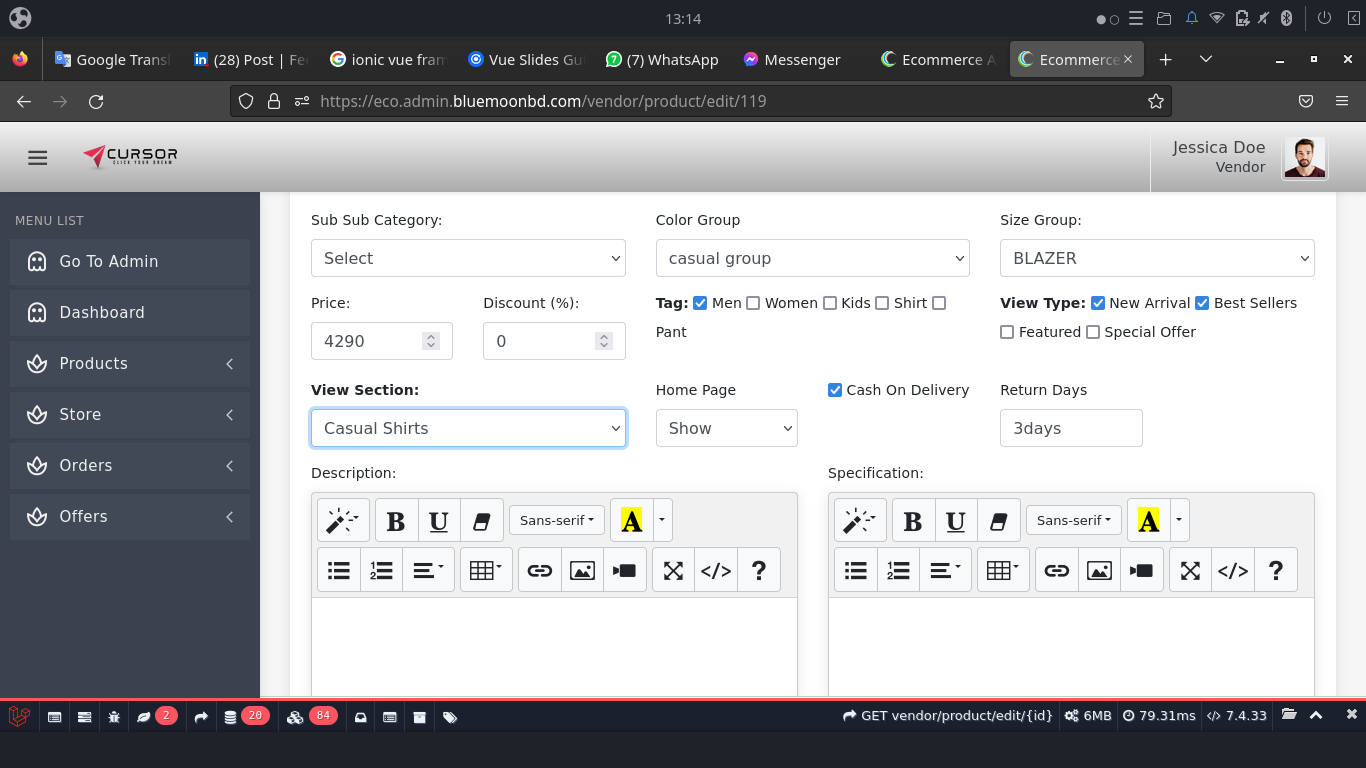 13:14
Google Transl
(28) Post | Fe
ionic vue fram
Vue Slides Gu
(7) WhatsApp
Messenger
Ecommerce A
Ecommerce
https://eco.admin.bluemoonbd.com/vendor/product/edit/119
CURSOR
CLICK YOUR DREAM
Jessica Doe
Vendor
MENU LIST
Go To Admin
Dashboard
Products
Store
Orders
Offers
Sub Sub Category:
Color Group
Size Group:
Select
casual group
BLAZER
Price:
Discount (%):
Tag: Men Women Kids Shirt
Pant
View Type: New Arrival Best Sellers
Featured Special Offer
4290
0
View Section:
Home Page
Cash On Delivery
Return Days
Casual Shirts
Show
3days
Description:
Specification:
B U Sans-serif A
B U Sans-serif A
</> ?
</> ?
2
20
84
GET vendor/product/edit/{id}
6MB
79.31ms
7.4.33